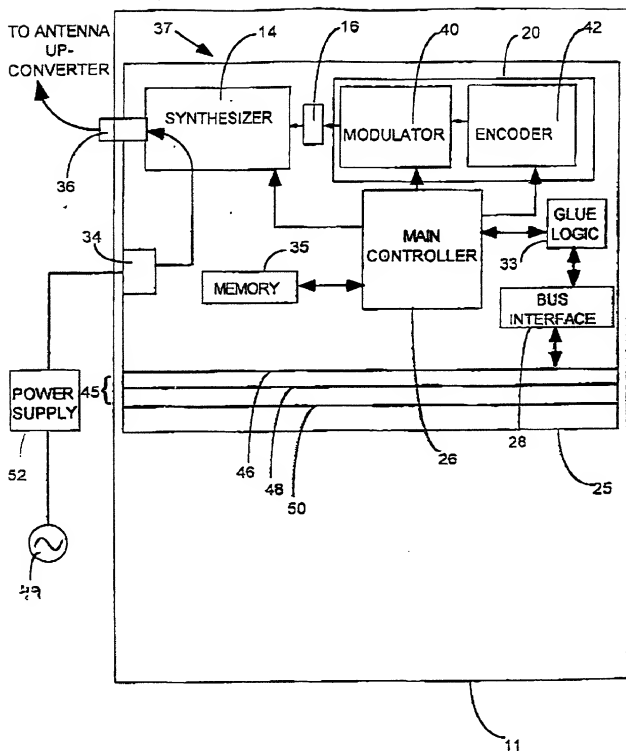 TO ANTENNA
UP-
CONVERTER
37
14
16
40
20
42
SYNTHESIZER
MODULATOR
ENCODER
36
34
MAIN
CONTROLLER
GLUE
LOGIC
33
35
MEMORY
BUS
INTERFACE
POWER
SUPPLY
45
52
46
48
50
26
28
25
49
11